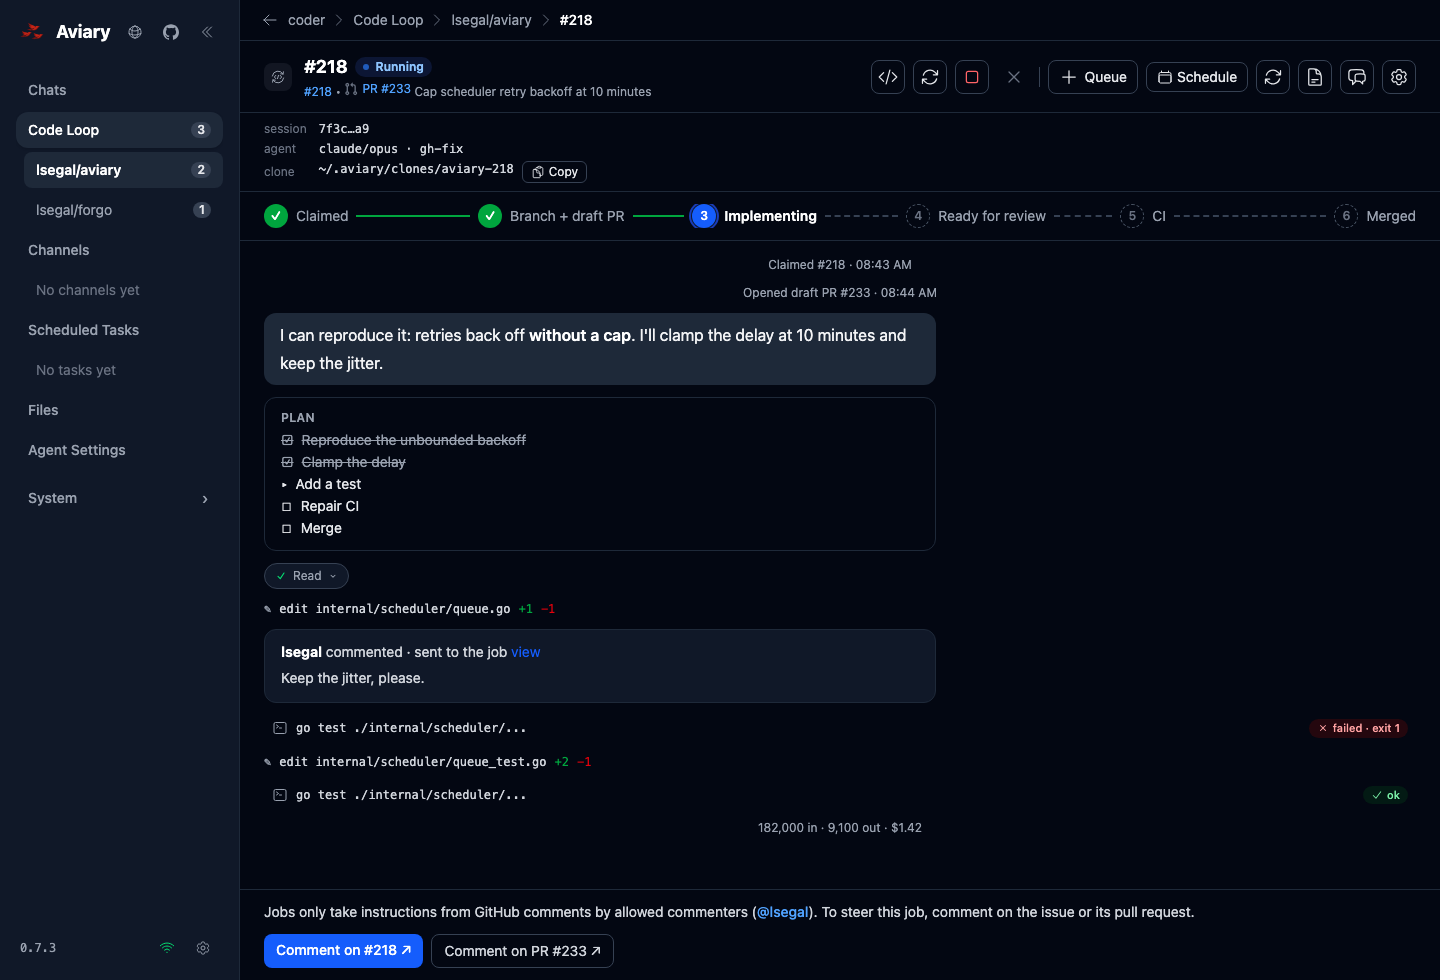 Aviary
Chats
Code Loop 3
lsegal/aviary 2
lsegal/forgo 1
Channels
No channels yet
Scheduled Tasks
No tasks yet
Files
Agent Settings
System
0.7.3
coder Code Loop lsegal/aviary #218
#218 Running
#218 · PR #233 Cap scheduler retry backoff at 10 minutes
Queue
Schedule
session 7f3c…a9
agent claude/opus · gh-fix
clone ~/.aviary/clones/aviary-218 Copy
Claimed Branch + draft PR 3 Implementing 4 Ready for review 5 CI 6 Merged
Claimed #218 · 08:43 AM
Opened draft PR #233 · 08:44 AM
I can reproduce it: retries back off without a cap. I'll clamp the delay at 10 minutes and
keep the jitter.
PLAN
Reproduce the unbounded backoff
Clamp the delay
Add a test
Repair CI
Merge
Read
edit internal/scheduler/queue.go +1 −1
lsegal commented · sent to the job view
Keep the jitter, please.
go test ./internal/scheduler/... failed · exit 1
edit internal/scheduler/queue_test.go +2 −1
go test ./internal/scheduler/... ok
182,000 in · 9,100 out · $1.42
Jobs only take instructions from GitHub comments by allowed commenters (@lsegal). To steer this job, comment on the issue or its pull request.
Comment on #218 ↗
Comment on PR #233 ↗